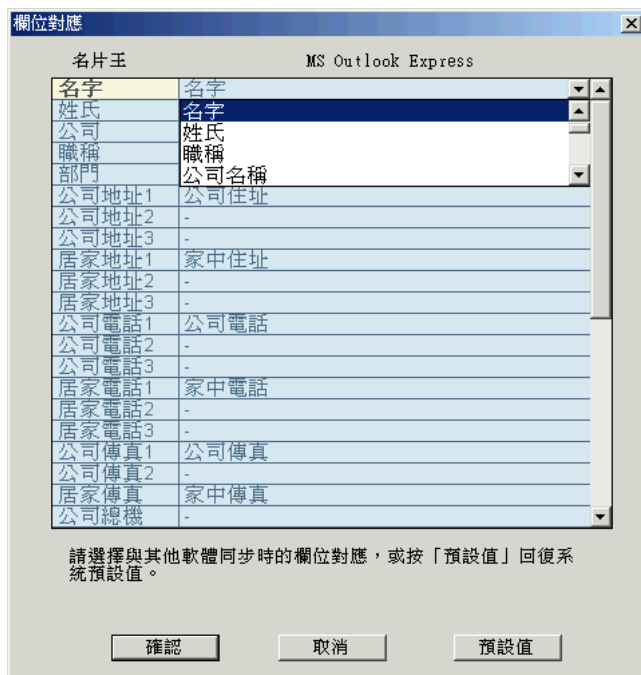 欄位對應
名片王 MS Outlook Express
名字 名字
姓氏 名字
公司 姓氏
職稱 職稱
部門 公司名稱
公司地址1 公司住址
公司地址2 -
公司地址3 -
居家地址1 家中住址
居家地址2 -
居家地址3 -
公司電話1 公司電話
公司電話2 -
公司電話3 -
居家電話1 家中電話
居家電話2 -
居家電話3 -
公司傳真1 公司傳真
公司傳真2 -
居家傳真 家中傳真
公司總機 -
請選擇與其他軟體同步時的欄位對應，或按「預設值」回復系
統預設值。
確認 取消 預設值